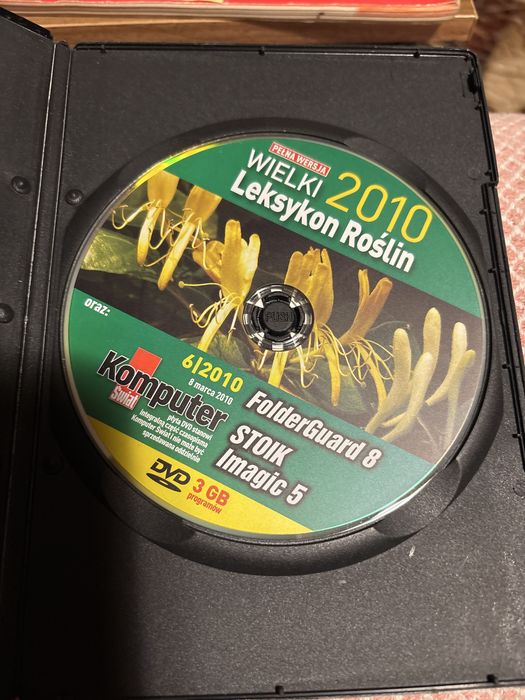 PEŁNA WERSJA
WIELKI 2010
Leksykon Roślin
PUSH
oraz:
6|2010
8 marca 2010
Komputer
Świat
płyta DVD stanowi
integralną część czasopisma
Komputer Świat i nie może być
sprzedawana oddzielnie
FolderGuard 8
STOIK
Imagic 5
DVD
3 GB
programów